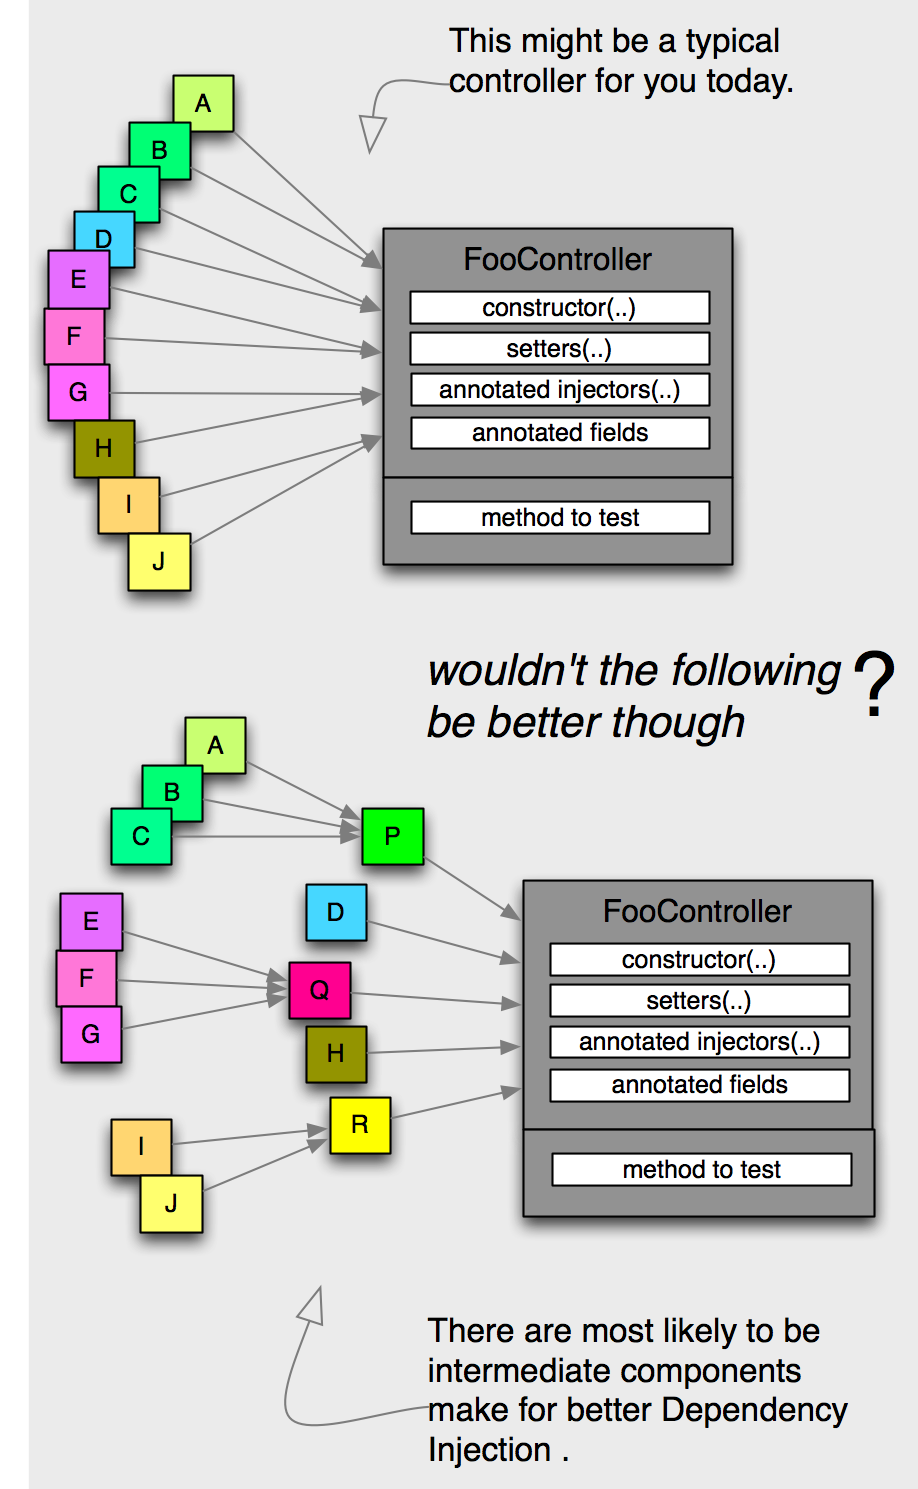 This might be a typical
controller for you today.
A
B
C
D
E
F
G
H
I
J
FooController
constructor(..)
setters(..)
annotated injectors(..)
annotated fields
method to test
wouldn't the following ?
be better though
A
B
C
P
E
F
G
D
Q
H
I
J
R
FooController
constructor(..)
setters(..)
annotated injectors(..)
annotated fields
method to test
There are most likely to be
intermediate components
make for better Dependency
Injection .